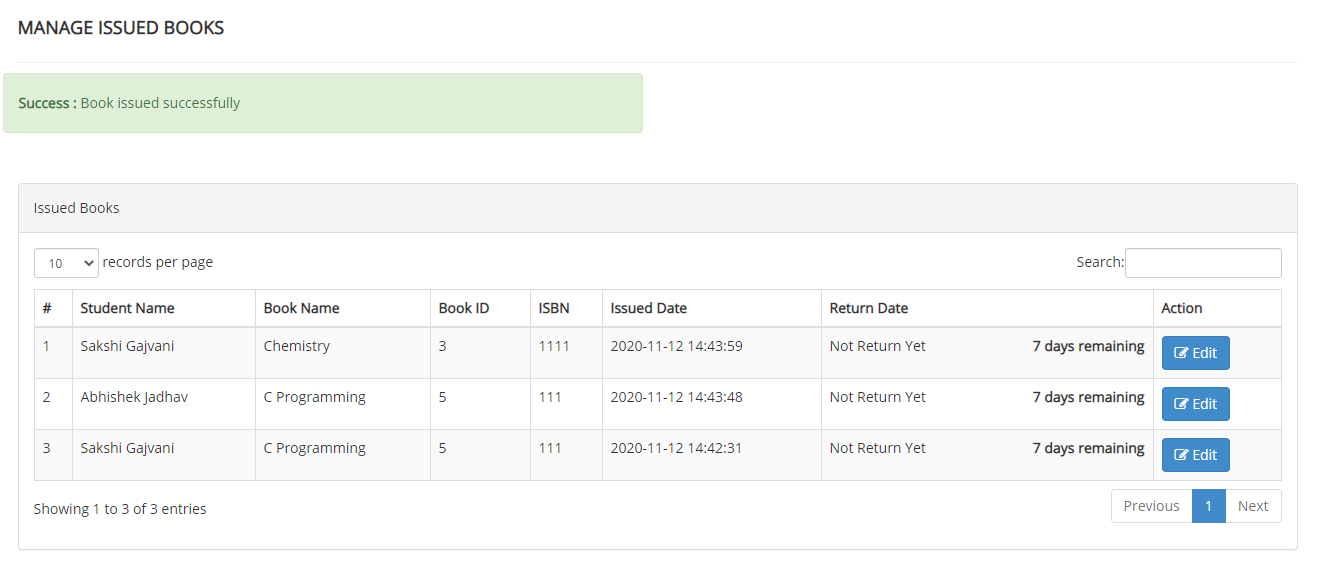 MANAGE ISSUED BOOKS
Success : Book issued successfully
Issued Books
10 records per page Search:
# Student Name Book Name Book ID ISBN Issued Date Return Date Action
1 Sakshi Gajvani Chemistry 3 1111 2020-11-12 14:43:59 Not Return Yet 7 days remaining Edit
2 Abhishek Jadhav C Programming 5 111 2020-11-12 14:43:48 Not Return Yet 7 days remaining Edit
3 Sakshi Gajvani C Programming 5 111 2020-11-12 14:42:31 Not Return Yet 7 days remaining Edit
Showing 1 to 3 of 3 entries Previous 1 Next